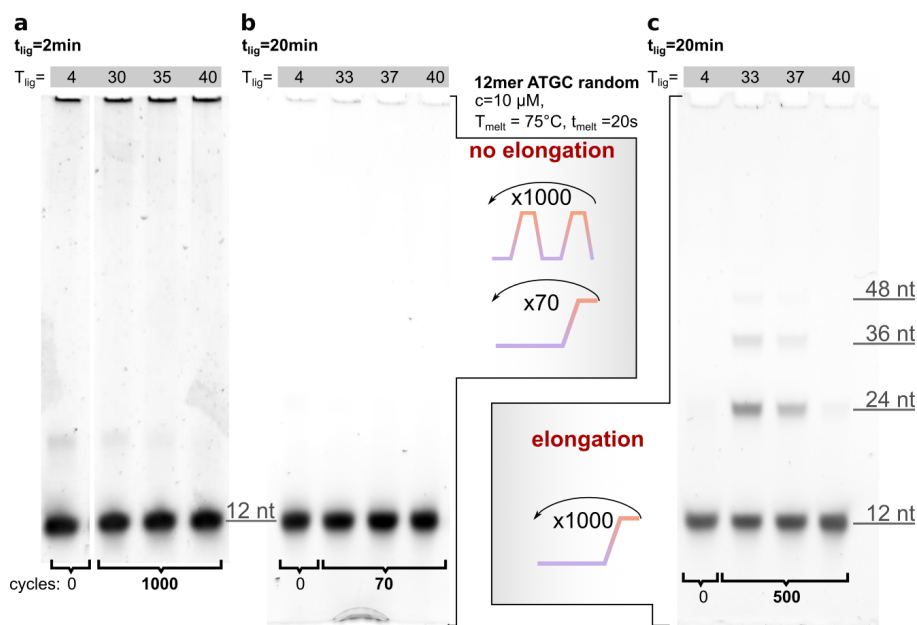 a
t_lig=2min
T_lig= 4 30 35 40
12 nt
cycles: 0 1000
b
t_lig=20min
T_lig= 4 33 37 40
0 70
12mer ATGC random
c=10 µM,
T_melt = 75°C, t_melt =20s
no elongation
x1000
x70
elongation
x1000
c
t_lig=20min
T_lig= 4 33 37 40
48 nt
36 nt
24 nt
12 nt
0 500